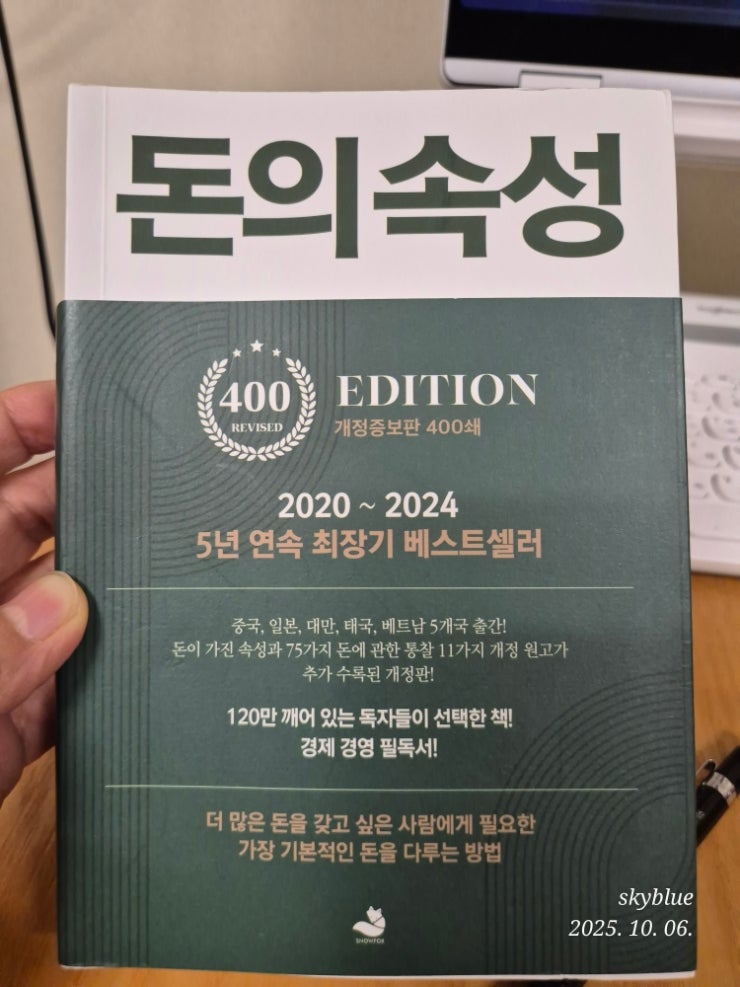 돈의 속성
400
REVISED
EDITION
개정증보판 400쇄
2020 ~ 2024
5년 연속 최장기 베스트셀러
중국, 일본, 대만, 태국, 베트남 5개국 출간!
돈이 가진 속성과 75가지 돈에 관한 통찰 11가지 개정 원고가
추가 수록된 개정판!
120만 깨어 있는 독자들이 선택한 책!
경제 경영 필독서!
더 많은 돈을 갖고 싶은 사람에게 필요한
가장 기본적인 돈을 다루는 방법
SNOWFOX
skyblue
2025. 10. 06.